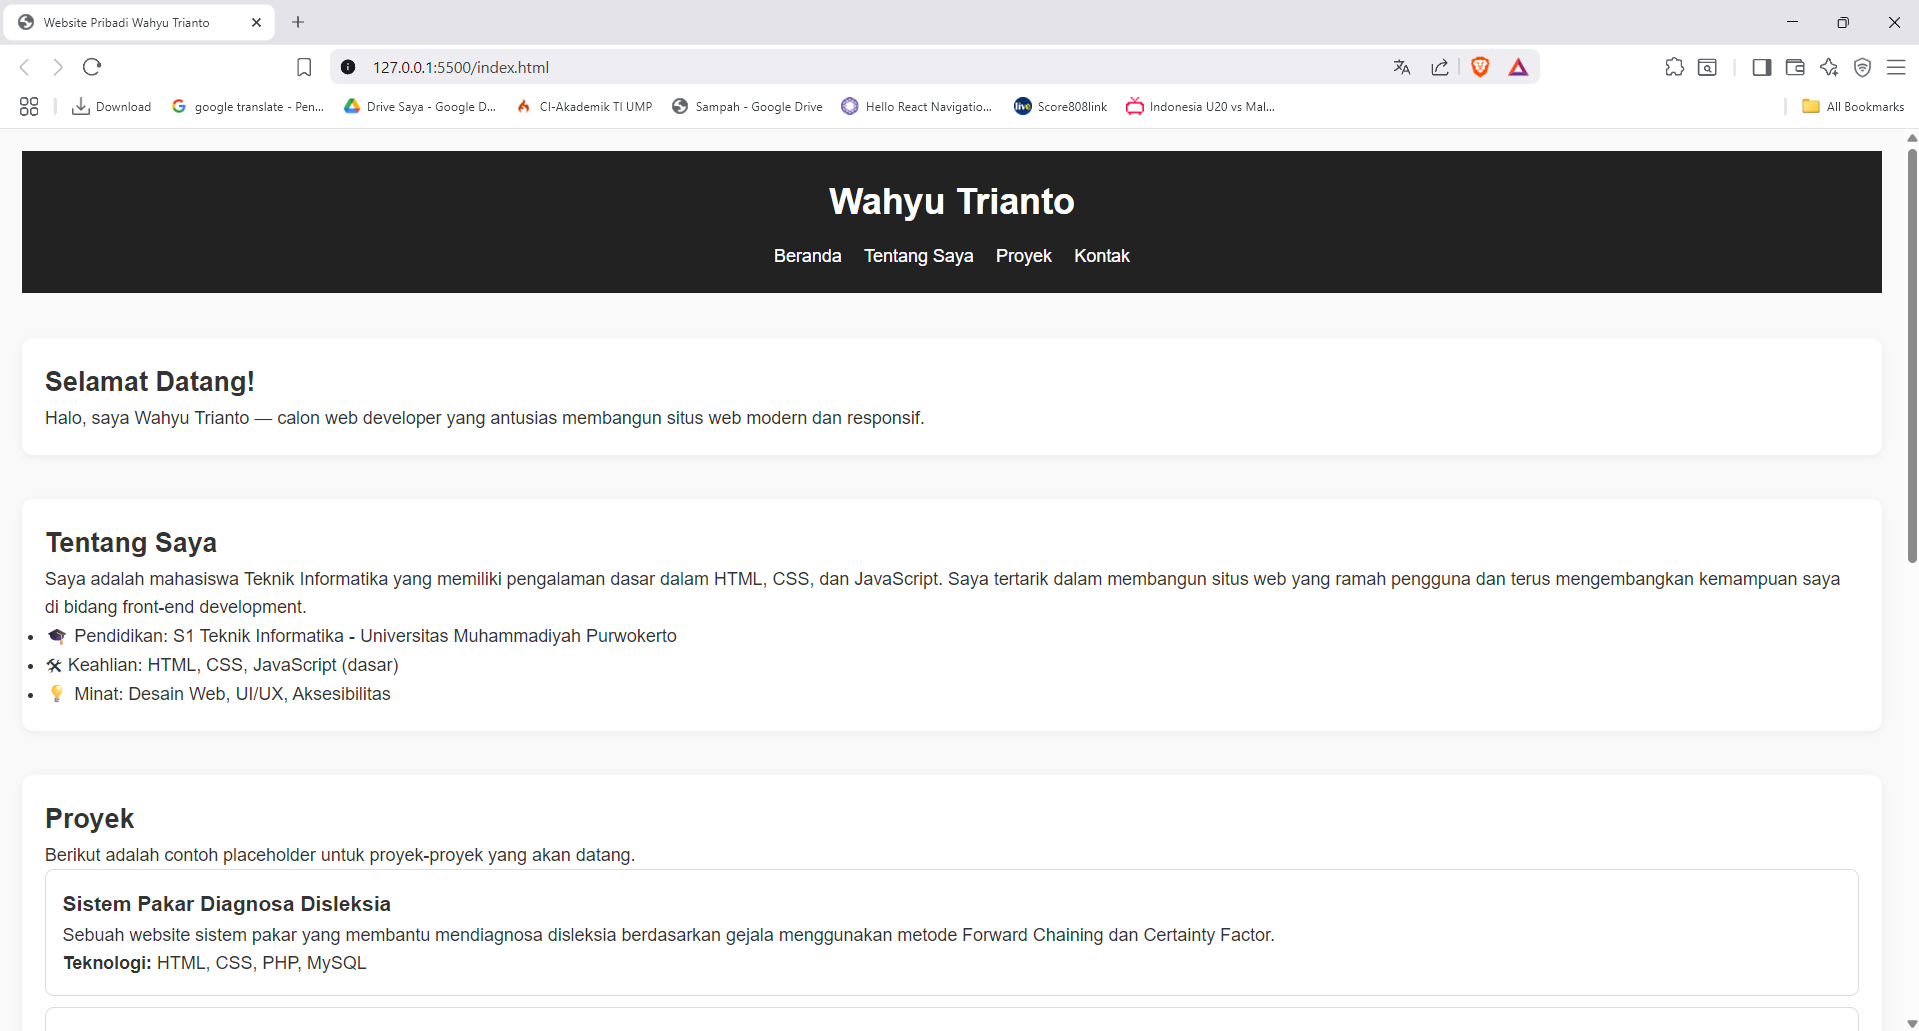 Website Pribadi Wahyu Trianto
127.0.0.1:5500/index.html
Download
google translate - Pen...
Drive Saya - Google D...
CI-Akademik TI UMP
Sampah - Google Drive
Hello React Navigatio...
live
Score808link
Indonesia U20 vs Mal...
All Bookmarks
Wahyu Trianto
Beranda Tentang Saya Proyek Kontak
Selamat Datang!
Halo, saya Wahyu Trianto — calon web developer yang antusias membangun situs web modern dan responsif.
Tentang Saya
Saya adalah mahasiswa Teknik Informatika yang memiliki pengalaman dasar dalam HTML, CSS, dan JavaScript. Saya tertarik dalam membangun situs web yang ramah pengguna dan terus mengembangkan kemampuan saya
di bidang front-end development.
• 🎓 Pendidikan: S1 Teknik Informatika - Universitas Muhammadiyah Purwokerto
• 🛠 Keahlian: HTML, CSS, JavaScript (dasar)
• 💡 Minat: Desain Web, UI/UX, Aksesibilitas
Proyek
Berikut adalah contoh placeholder untuk proyek-proyek yang akan datang.
Sistem Pakar Diagnosa Disleksia
Sebuah website sistem pakar yang membantu mendiagnosa disleksia berdasarkan gejala menggunakan metode Forward Chaining dan Certainty Factor.
Teknologi: HTML, CSS, PHP, MySQL